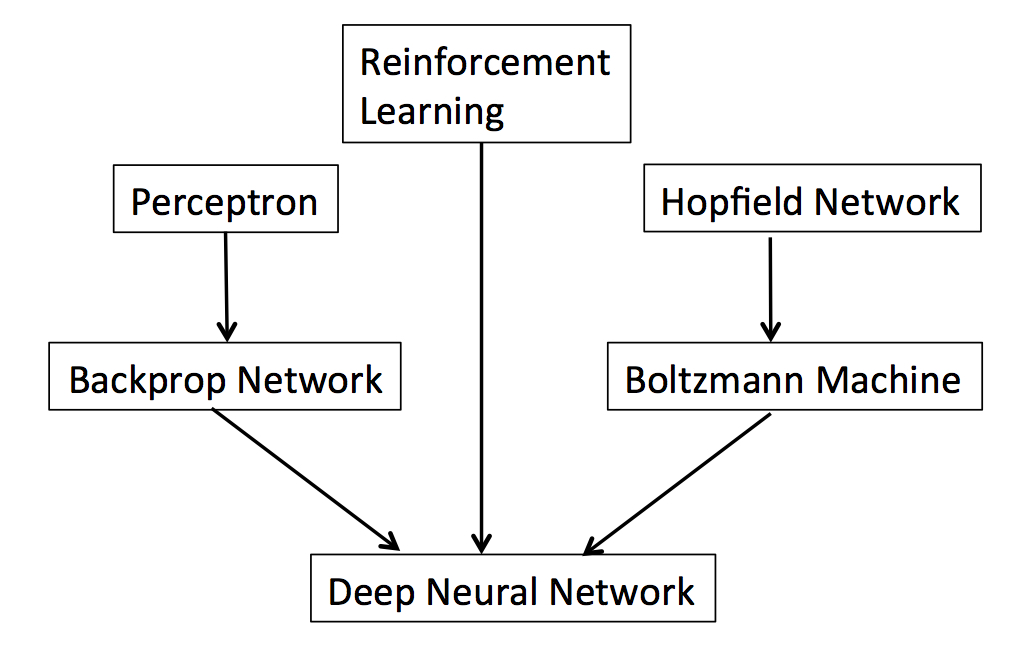 Reinforcement
Learning
Perceptron
Hopfield Network
Backprop Network
Boltzmann Machine
Deep Neural Network